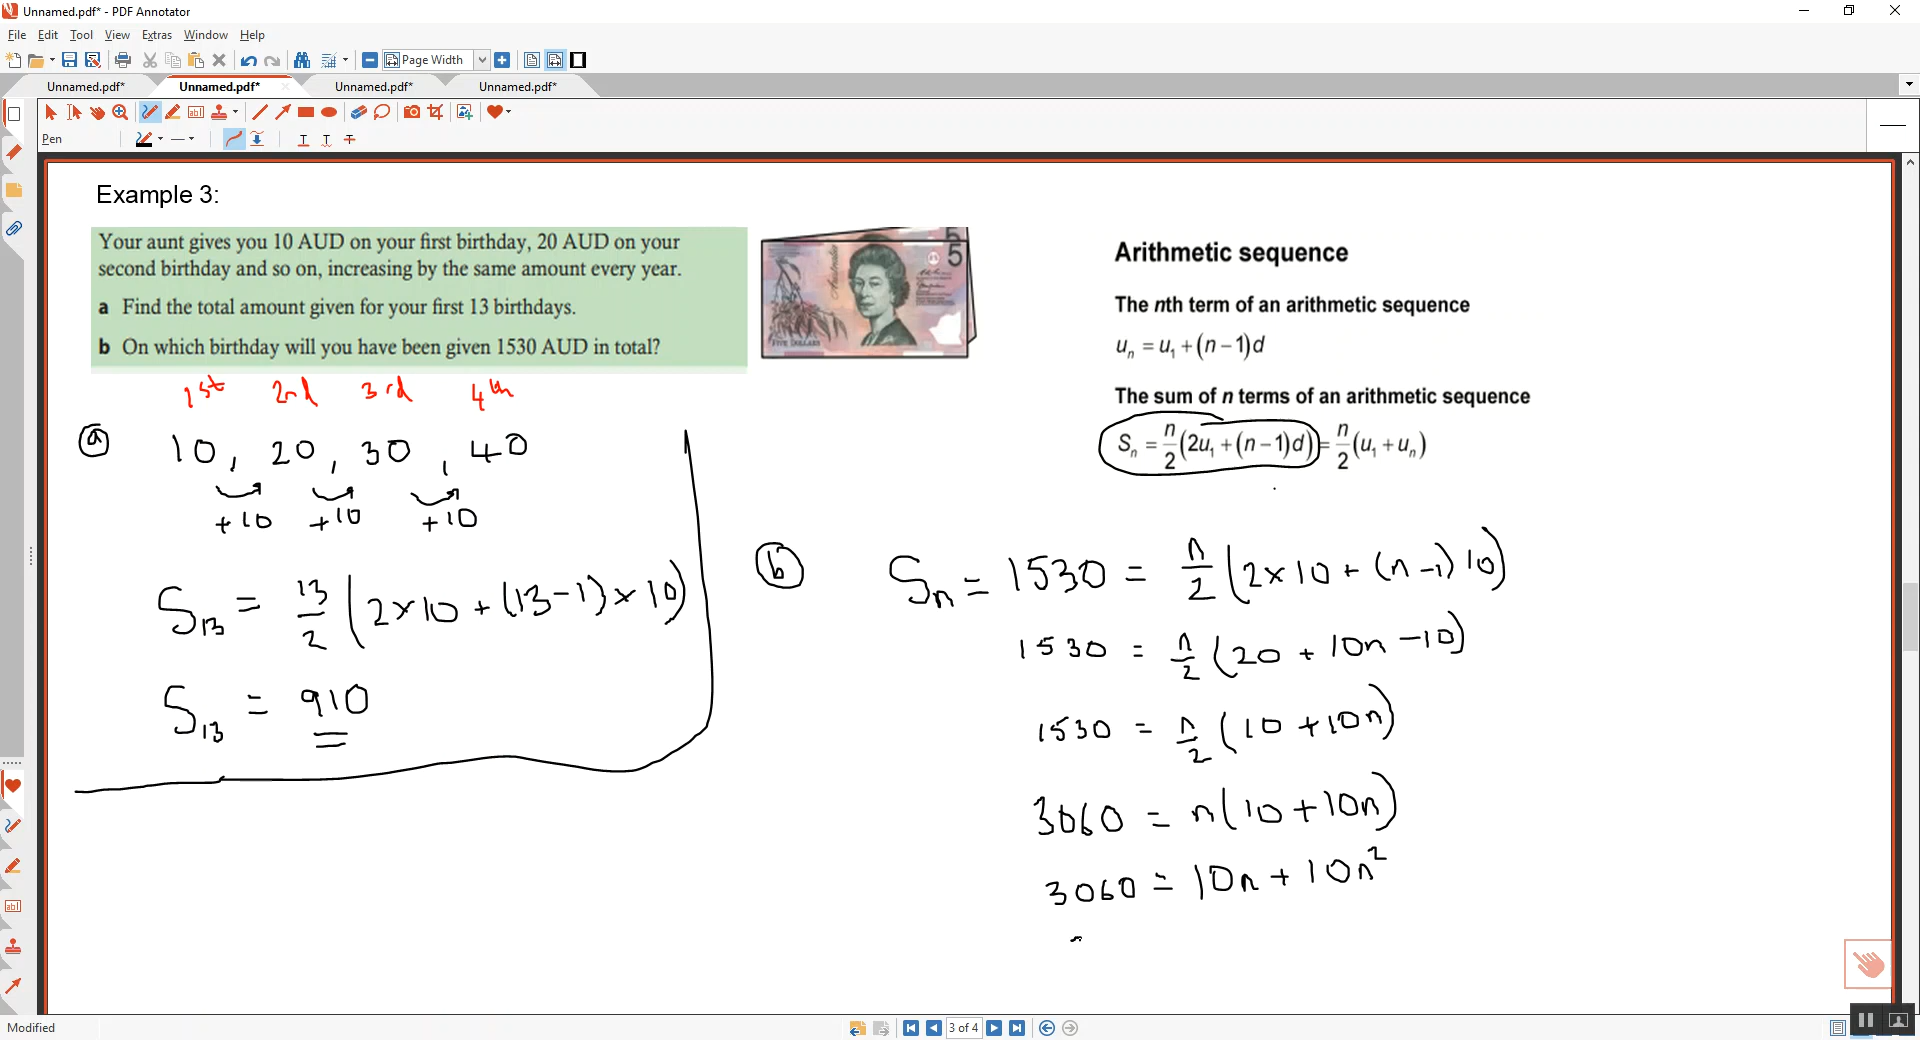 Unnamed.pdf* - PDF Annotator
File Edit Tool View Extras Window Help
Page Width
Unnamed.pdf* Unnamed.pdf* Unnamed.pdf* Unnamed.pdf*
Pen
Example 3:
Your aunt gives you 10 AUD on your first birthday, 20 AUD on your
second birthday and so on, increasing by the same amount every year.
a Find the total amount given for your first 13 birthdays.
b On which birthday will you have been given 1530 AUD in total?
5
5
Australia
FIVE DOLLARS
Arithmetic sequence
The nth term of an arithmetic sequence
uₙ = u₁ + (n − 1)d
The sum of n terms of an arithmetic sequence
Sₙ = n/2 (2u₁ + (n − 1)d) = n/2 (u₁ + uₙ)
1st 2nd 3rd 4th
a 10, 20, 30, 40
+10 +10 +10
S₁₃ = 13/2 (2×10 + (13−1)×10)
S₁₃ = 910
b Sₙ = 1530 = n/2 (2×10 + (n−1)10)
1530 = n/2 (20 + 10n −10)
1530 = n/2 (10 + 10n)
3060 = n(10 + 10n)
3060 = 10n + 10n²
Modified
3 of 4